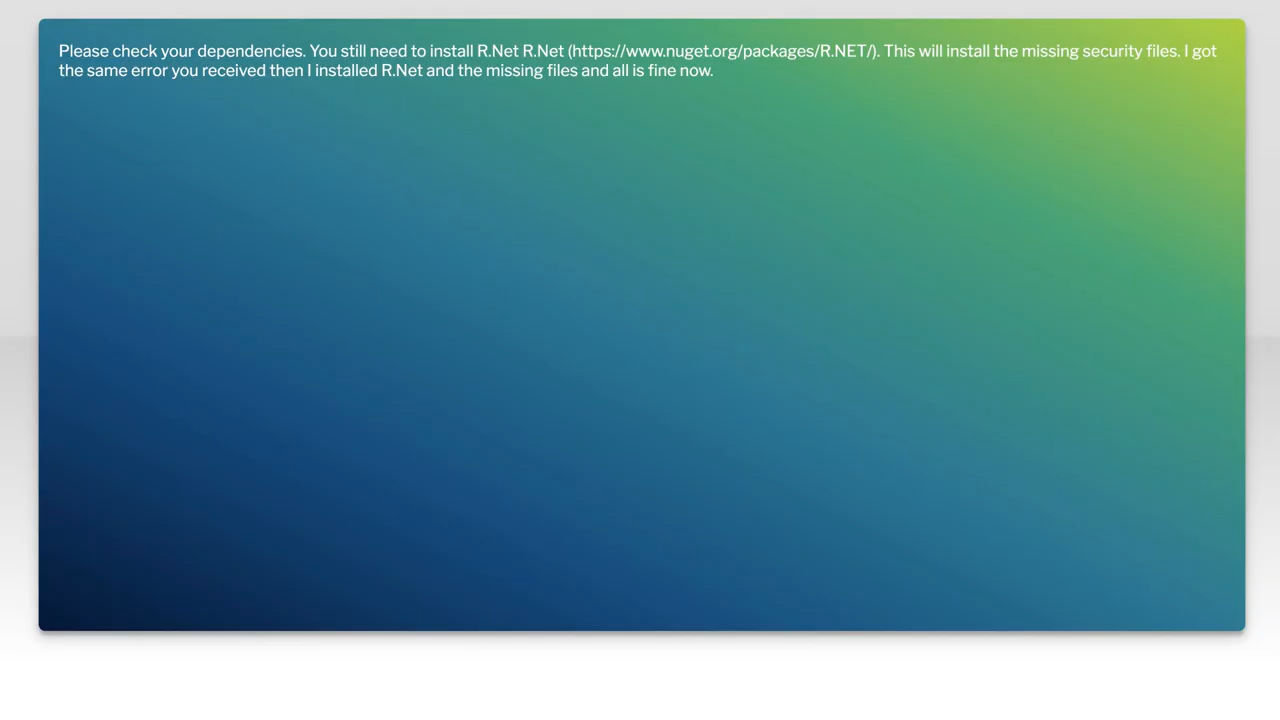 Please check your dependencies. You still need to install R.Net R.Net (https://www.nuget.org/packages/R.NET/). This will install the missing security files. I got
the same error you received then I installed R.Net and the missing files and all is fine now.